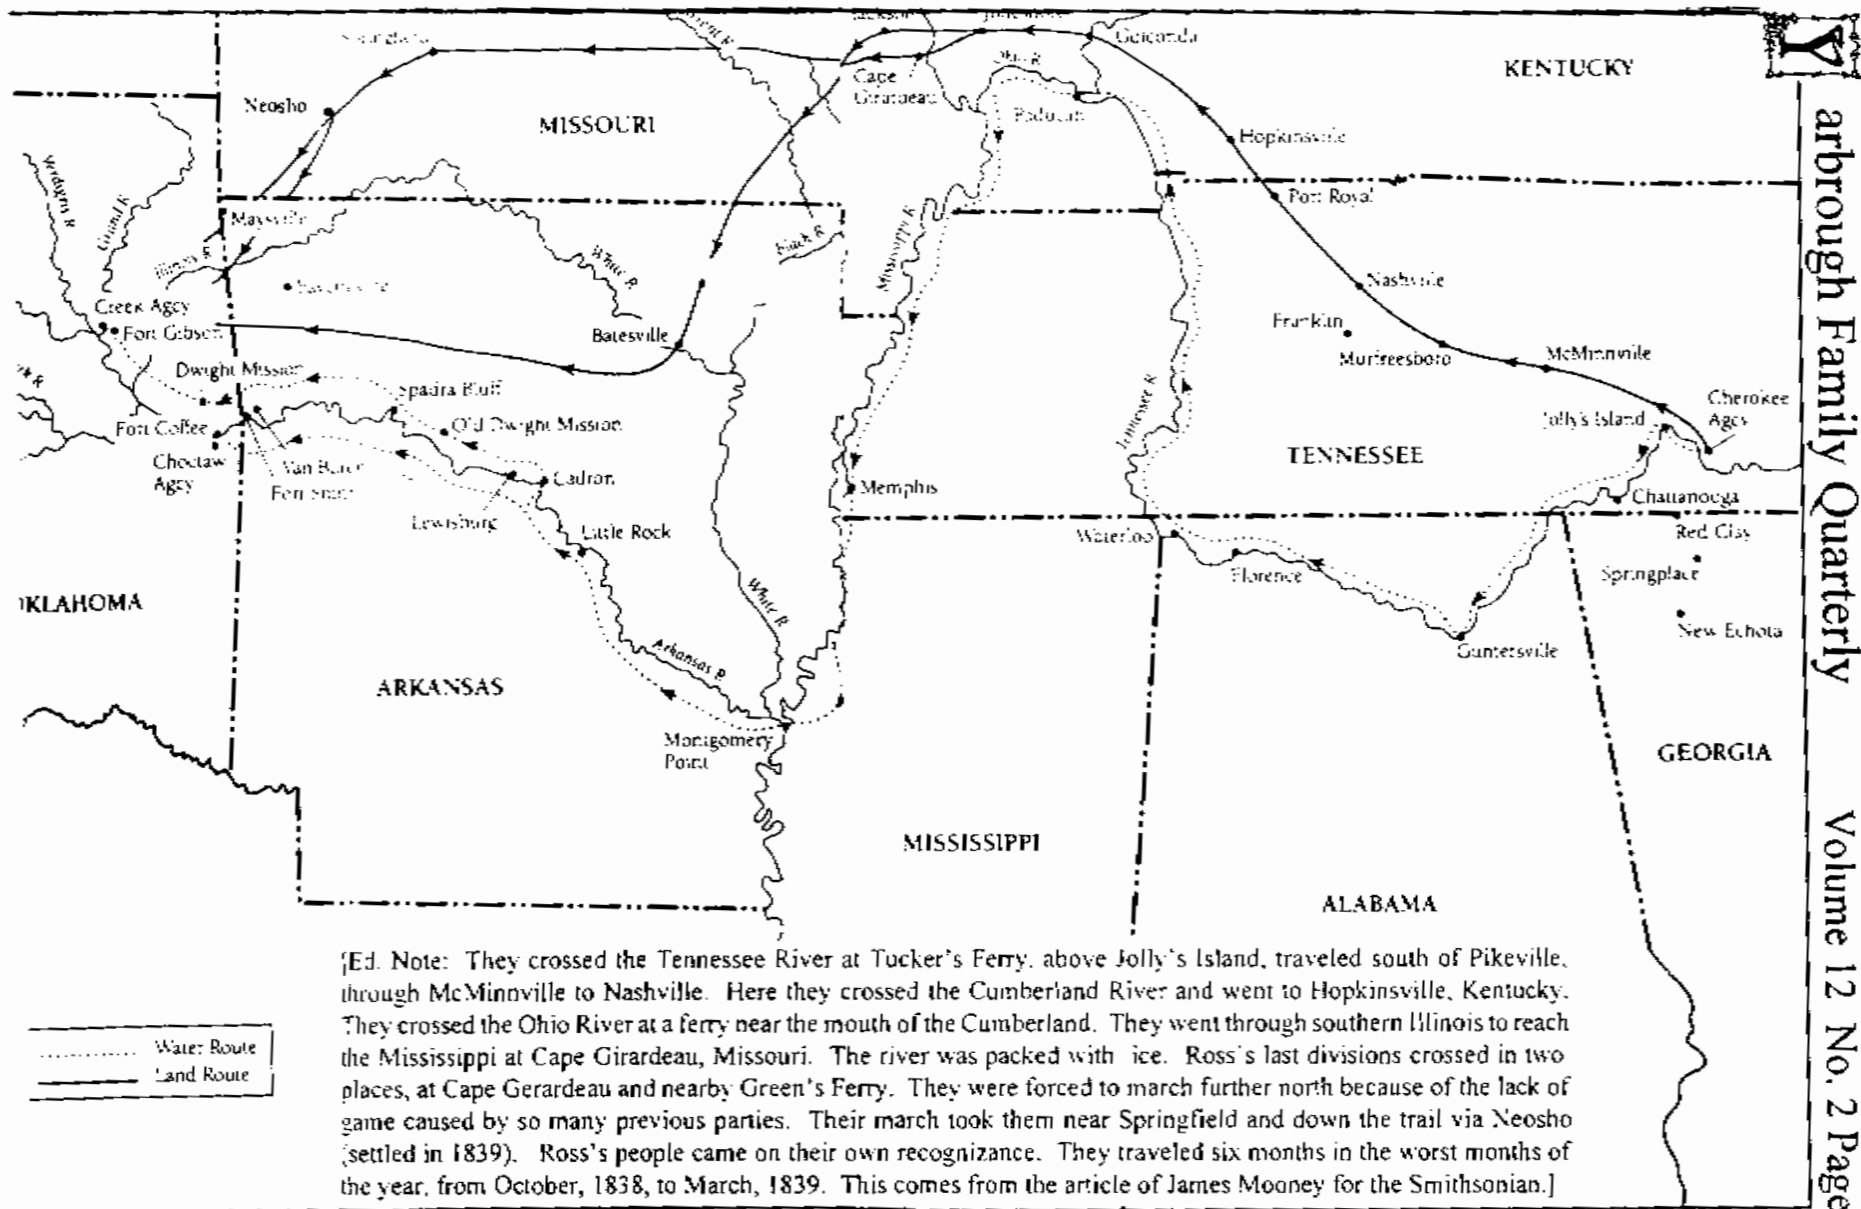 Golconda
KENTUCKY
Ohio R
Cape
Girardeau
Paducah
Neosho
MISSOURI
Hopkinsville
Verdigris R
Grand R
Port Royal
Maysville
Illinois R
White R
Black R
Mississippi R
Nashville
Creek Agcy
Fort Gibson
Batesville
Franklin
Murfreesboro
McMinnville
Dwight Mission
Spadra Bluff
Tennessee R
Cherokee
Agcy
Jolly's Island
Fort Coffee
Old Dwight Mission
Choctaw
Agcy
Van Buren
Fort Smith
Cadron
TENNESSEE
Memphis
Chattanooga
Lewisburg
Little Rock
Waterloo
Red Clay
Florence
Springplace
KLAHOMA
White R
New Echota
Guntersville
Arkansas R
ARKANSAS
Montgomery
Point
GEORGIA
MISSISSIPPI
ALABAMA
[Ed. Note: They crossed the Tennessee River at Tucker's Ferry, above Jolly's Island, traveled south of Pikeville,
through McMinnville to Nashville. Here they crossed the Cumberland River and went to Hopkinsville, Kentucky.
They crossed the Ohio River at a ferry near the mouth of the Cumberland. They went through southern Illinois to reach
the Mississippi at Cape Girardeau, Missouri. The river was packed with ice. Ross's last divisions crossed in two
places, at Cape Gerardeau and nearby Green's Ferry. They were forced to march further north because of the lack of
game caused by so many previous parties. Their march took them near Springfield and down the trail via Neosho
(settled in 1839). Ross's people came on their own recognizance. They traveled six months in the worst months of
the year, from October, 1838, to March, 1839. This comes from the article of James Mooney for the Smithsonian.]
Water Route
Land Route
Yarbrough Family Quarterly
Volume 12 No. 2 Page